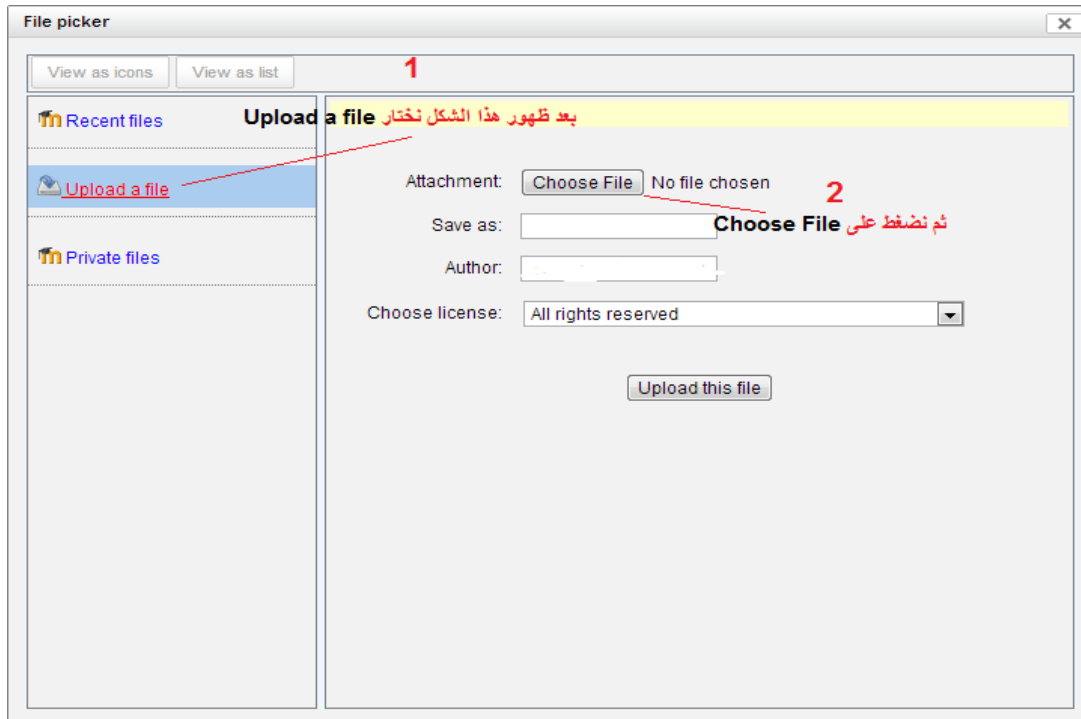 File picker
View as icons View as list
1
Recent files
بعد ظهور هذا الشكل نختار Upload a file
Upload a file
Attachment: Choose File No file chosen
2
Save as:
ثم نضغط على Choose File
Private files
Author:
Choose license: All rights reserved
Upload this file